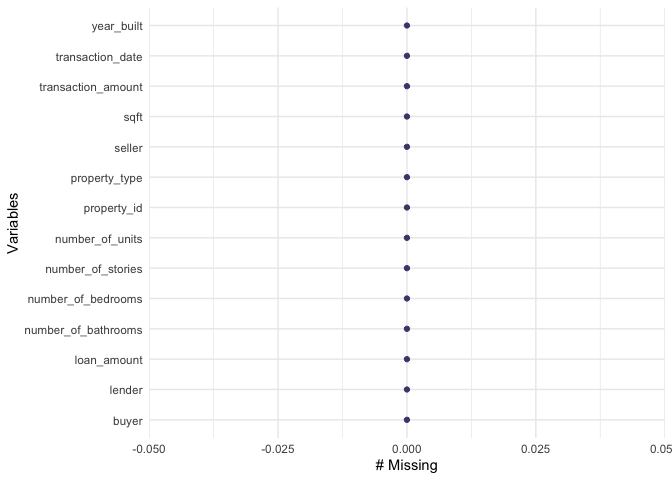 year_built
transaction_date
transaction_amount
sqft
seller
property_type
property_id
number_of_units
number_of_stories
number_of_bedrooms
number_of_bathrooms
loan_amount
lender
buyer
Variables
-0.050 -0.025 0.000 0.025 0.05
# Missing